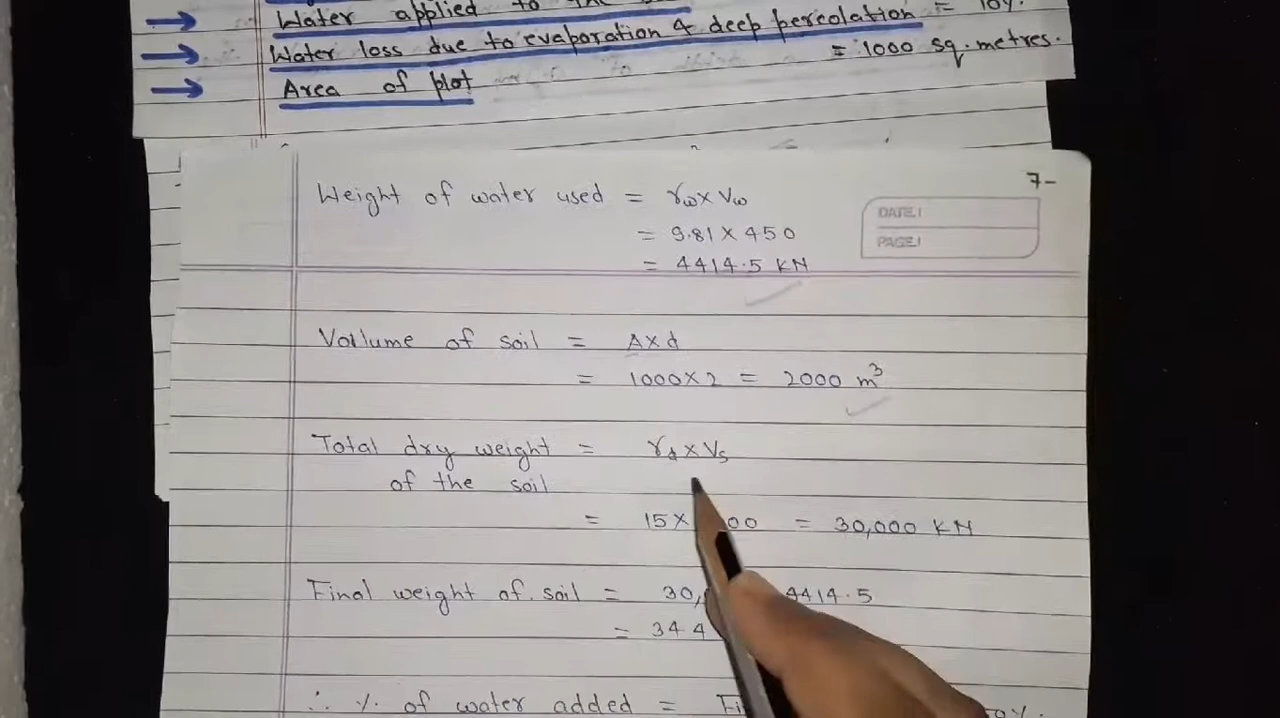 Water applied to the
Water loss due to evaporation & deep percolation = 10%.
Area of plot = 1000 sq. metres.
7-
Weight of water used = γw × Vw
DATE:
= 9.81 × 450
PAGE:
= 4414.5 KN
Vollume of soil = A × d
= 1000 × 2 = 2000 m³
Total dry weight = γd × Vs
of the soil
= 15 × 00 = 30,000 KN
Final weight of soil = 30, 4414.5
= 344
∴ % of water added =